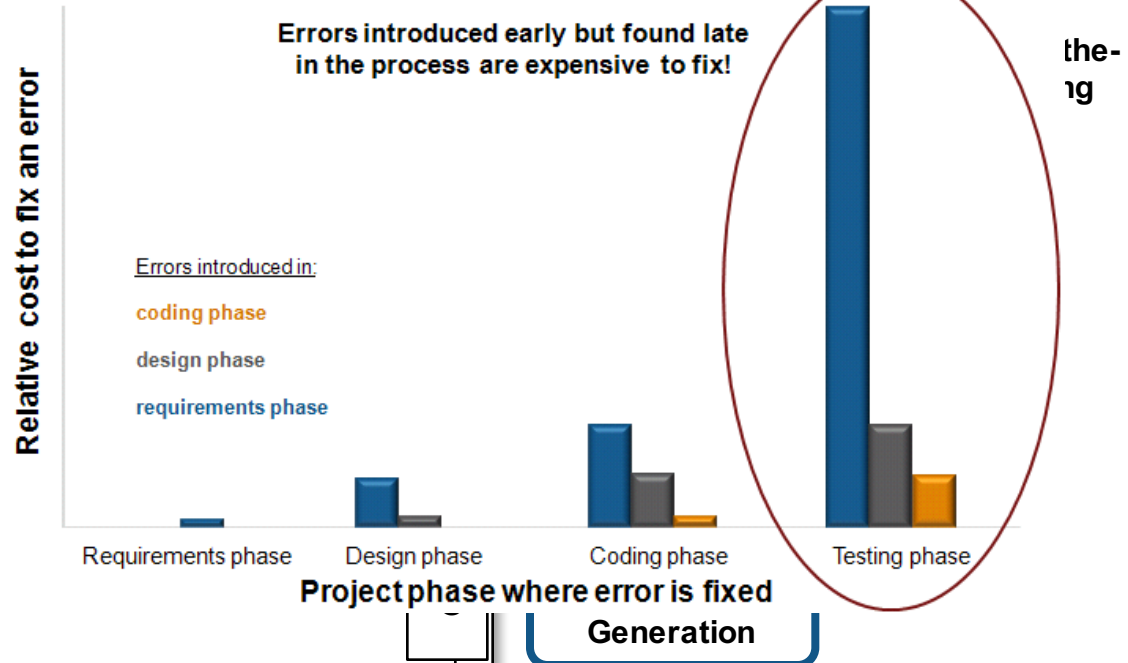 Errors introduced early but found late
in the process are expensive to fix!
Relative cost to fix an error
Errors introduced in:
coding phase
design phase
requirements phase
Requirements phase
Design phase
Coding phase
Testing phase
Project phase where error is fixed
Generation